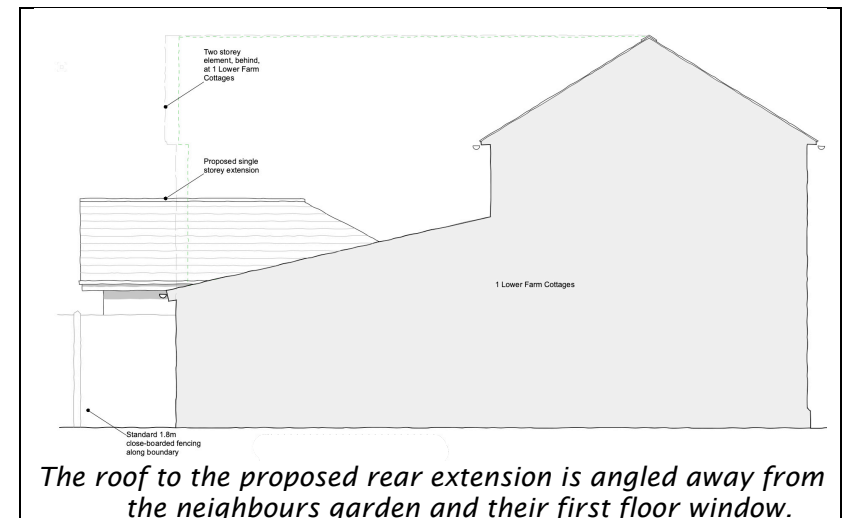 Two storey
element, behind,
at 1 Lower Farm
Cottages
Proposed single
storey extension
1 Lower Farm Cottages
Standard 1.8m
close-boarded fencing
along boundary
The roof to the proposed rear extension is angled away from
the neighbours garden and their first floor window.